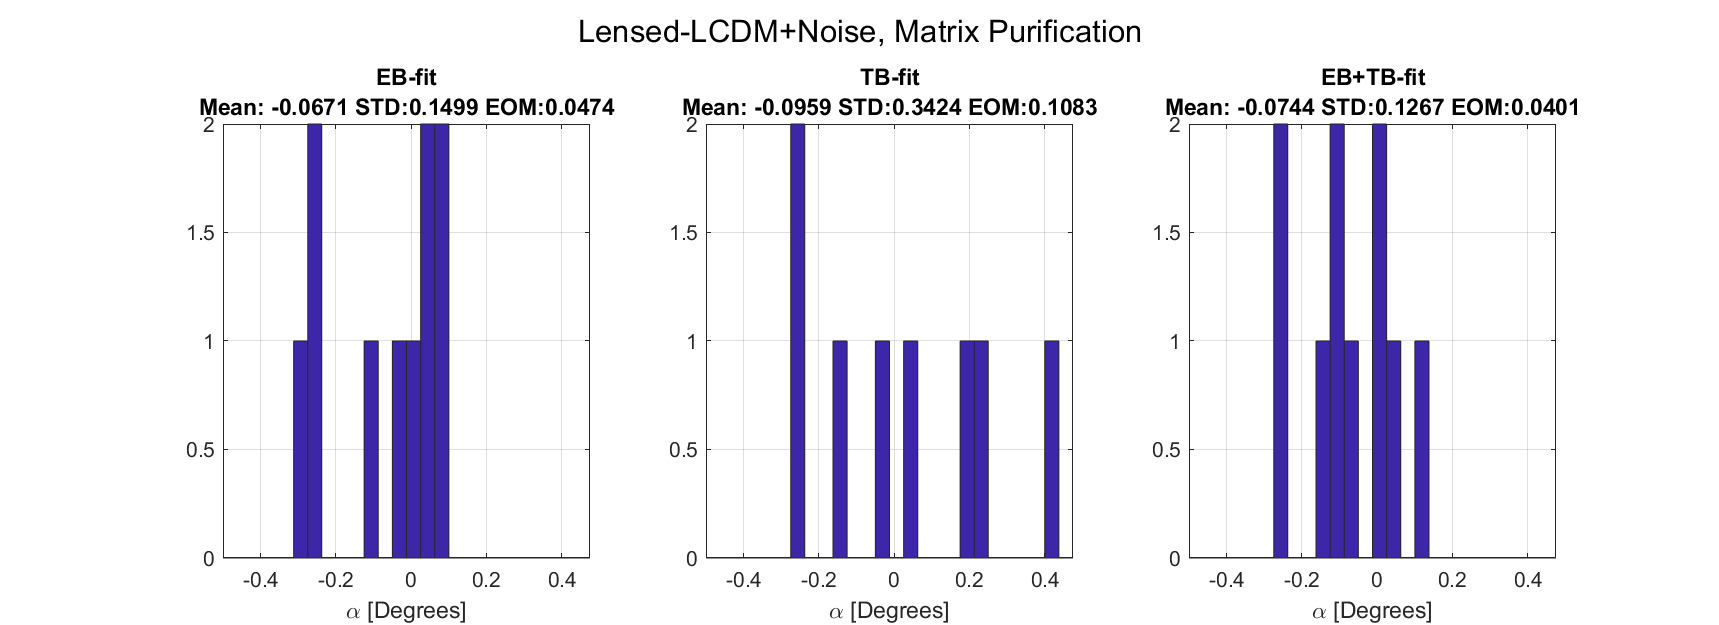 Lensed-LCDM+Noise, Matrix Purification
EB-fit
Mean: -0.0671 STD:0.1499 EOM:0.0474
2
1.5
1
0.5
0
-0.4 -0.2 0 0.2 0.4
α [Degrees]
TB-fit
Mean: -0.0959 STD:0.3424 EOM:0.1083
2
1.5
1
0.5
0
-0.4 -0.2 0 0.2 0.4
α [Degrees]
EB+TB-fit
Mean: -0.0744 STD:0.1267 EOM:0.0401
2
1.5
1
0.5
0
-0.4 -0.2 0 0.2 0.4
α [Degrees]